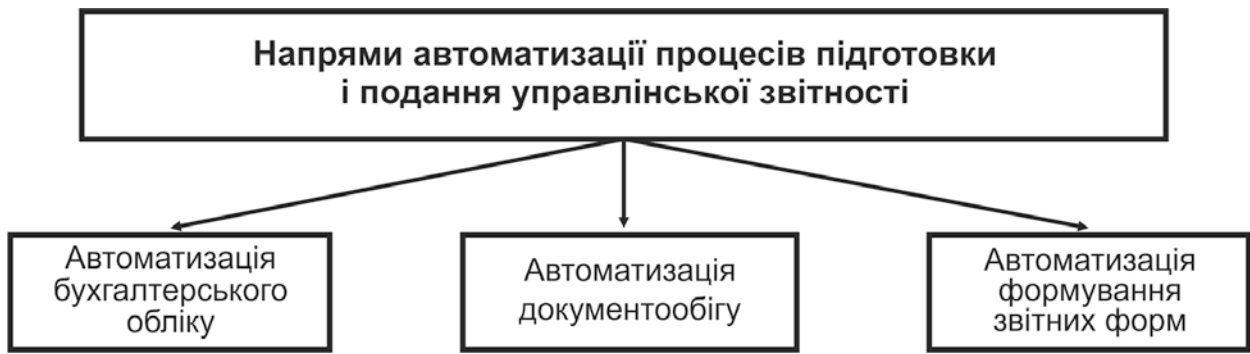 Напрями автоматизації процесів підготовки
і подання управлінської звітності
Автоматизація
бухгалтерського
обліку
Автоматизація
документообігу
Автоматизація
формування
звітних форм